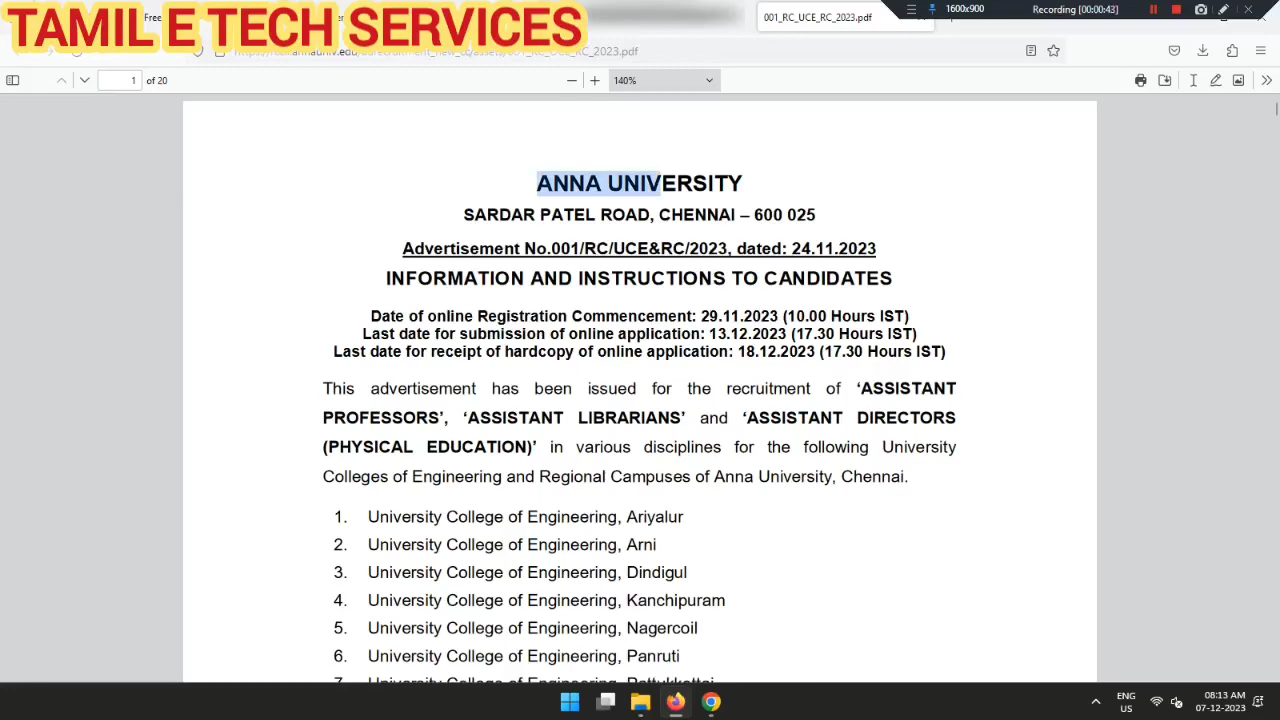 TAMIL E TECH SERVICES
001_RC_UCE_RC_2023.pdf
1600x900
Recording [00:00:43]
1 of 20
140%
ANNA UNIVERSITY
SARDAR PATEL ROAD, CHENNAI – 600 025
Advertisement No.001/RC/UCE&RC/2023, dated: 24.11.2023
INFORMATION AND INSTRUCTIONS TO CANDIDATES
Date of online Registration Commencement: 29.11.2023 (10.00 Hours IST)
Last date for submission of online application: 13.12.2023 (17.30 Hours IST)
Last date for receipt of hardcopy of online application: 18.12.2023 (17.30 Hours IST)
This advertisement has been issued for the recruitment of ‘ASSISTANT
PROFESSORS’, ‘ASSISTANT LIBRARIANS’ and ‘ASSISTANT DIRECTORS
(PHYSICAL EDUCATION)’ in various disciplines for the following University
Colleges of Engineering and Regional Campuses of Anna University, Chennai.
1. University College of Engineering, Ariyalur
2. University College of Engineering, Arni
3. University College of Engineering, Dindigul
4. University College of Engineering, Kanchipuram
5. University College of Engineering, Nagercoil
6. University College of Engineering, Panruti
7. University College of Engineering, Pattukkottai
ENG
US
08:13 AM
07-12-2023